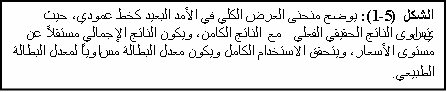 الشكل (5-1): يوضح منحنى العرض الكلي في الأمد البعيد كخط عمودي، حيث
يتساوى الناتج الحقيقي الفعلي مع الناتج الكامن، ويكون الناتج الإجمالي مستقلاً عن
مستوى الأسعار، ويتحقق الاستخدام الكامل ويكون معدل البطالة مساوياً لمعدل البطالة
الطبيعي.